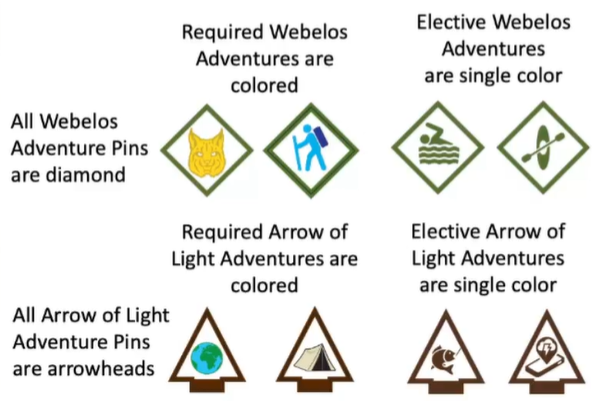 Required Webelos
Adventures are
colored
Elective Webelos
Adventures
are single color
All Webelos
Adventure Pins
are diamond
Required Arrow of
Light Adventures are
colored
Elective Arrow of
Light Adventures
are single color
All Arrow of Light
Adventure Pins
are arrowheads